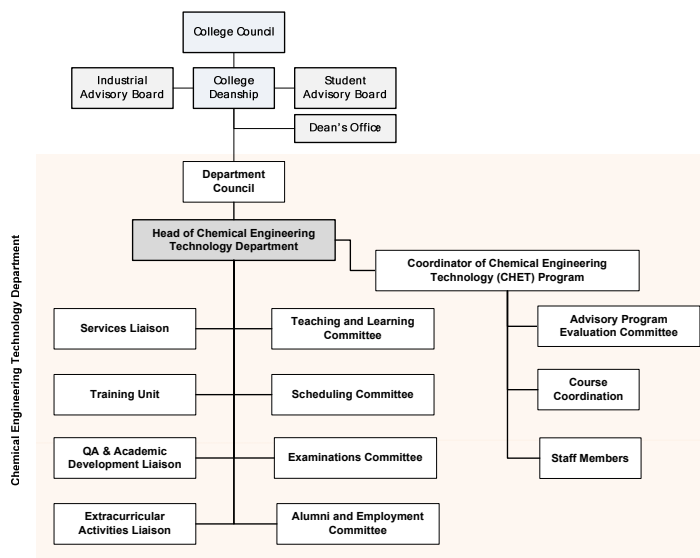 College Council
Industrial
Advisory Board
College
Deanship
Student
Advisory Board
Dean's Office
Department
Council
Head of Chemical Engineering
Technology Department
Coordinator of Chemical Engineering
Technology (CHET) Program
Services Liaison
Teaching and Learning
Committee
Advisory Program
Evaluation Committee
Training Unit
Scheduling Committee
Course
Coordination
QA & Academic
Development Liaison
Examinations Committee
Staff Members
Extracurricular
Activities Liaison
Alumni and Employment
Committee
Chemical Engineering Technology Department